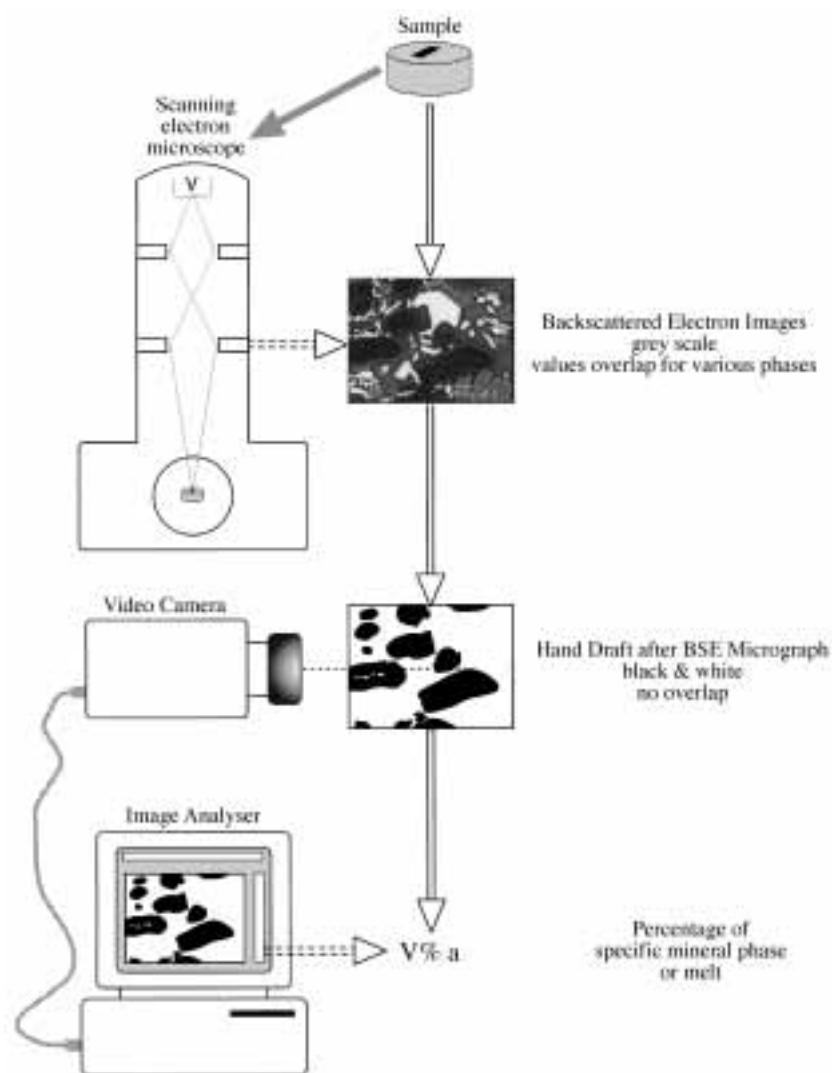 Sample
Scanning
electron
microscope
V
Backscattered Electron Images
grey scale
values overlap for various phases
Video Camera
Hand Draft after BSE Micrograph
black & white
no overlap
Image Analyser
V% a
Percentage of
specific mineral phase
or melt